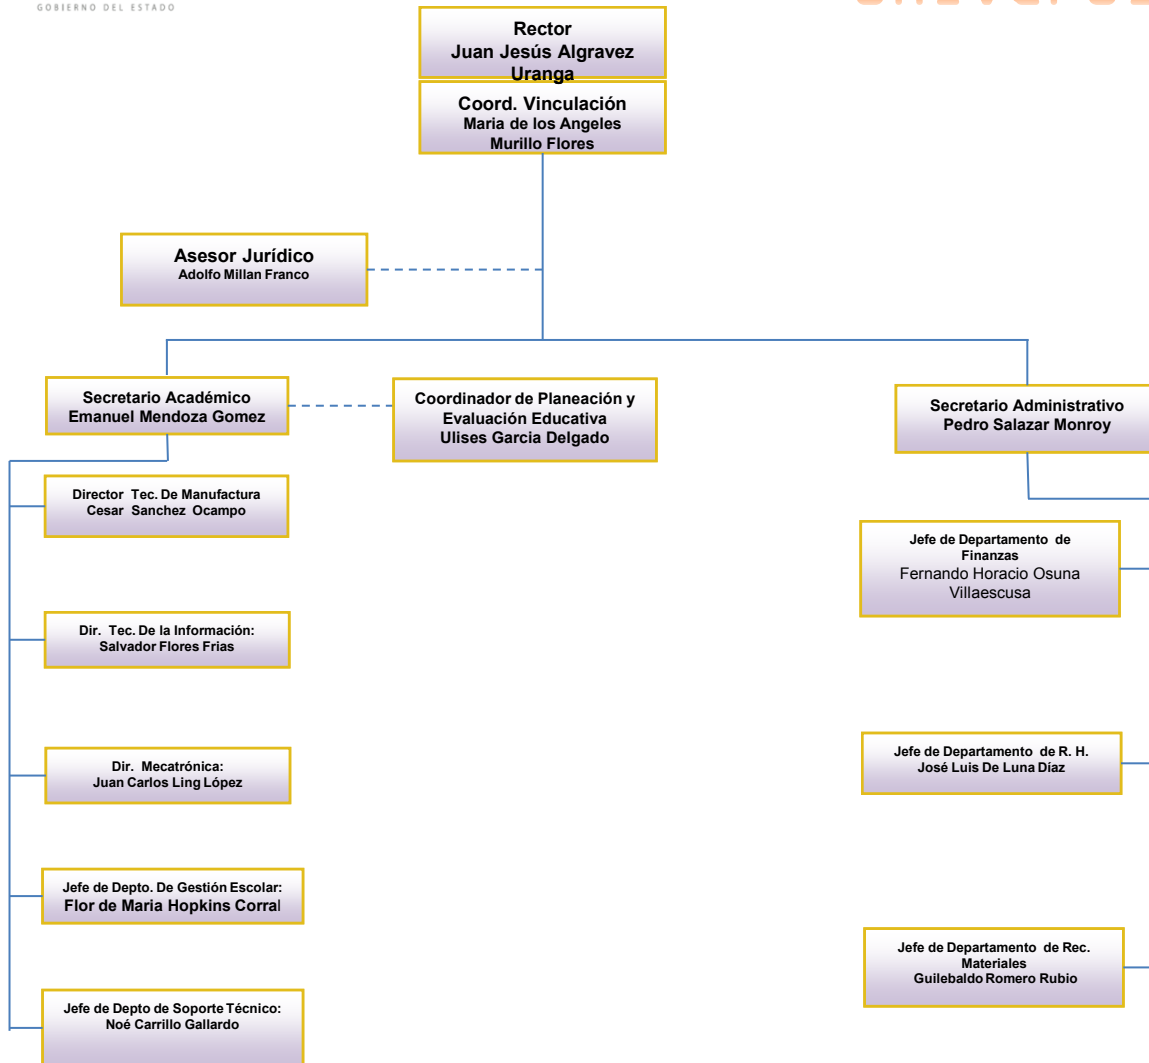 GOBIERNO DEL ESTADO
Rector
Juan Jesús Algravez
Uranga
Coord. Vinculación
Maria de los Angeles
Murillo Flores
Asesor Jurídico
Adolfo Millan Franco
Secretario Académico
Emanuel Mendoza Gomez
Coordinador de Planeación y
Evaluación Educativa
Ulises Garcia Delgado
Secretario Administrativo
Pedro Salazar Monroy
Director Tec. De Manufactura
Cesar Sanchez Ocampo
Dir. Tec. De la Información:
Salvador Flores Frias
Dir. Mecatrónica:
Juan Carlos Ling López
Jefe de Depto. De Gestión Escolar:
Flor de Maria Hopkins Corral
Jefe de Depto de Soporte Técnico:
Noé Carrillo Gallardo
Jefe de Departamento de
Finanzas
Fernando Horacio Osuna
Villaescusa
Jefe de Departamento de R. H.
José Luis De Luna Díaz
Jefe de Departamento de Rec.
Materiales
Guilebaldo Romero Rubio